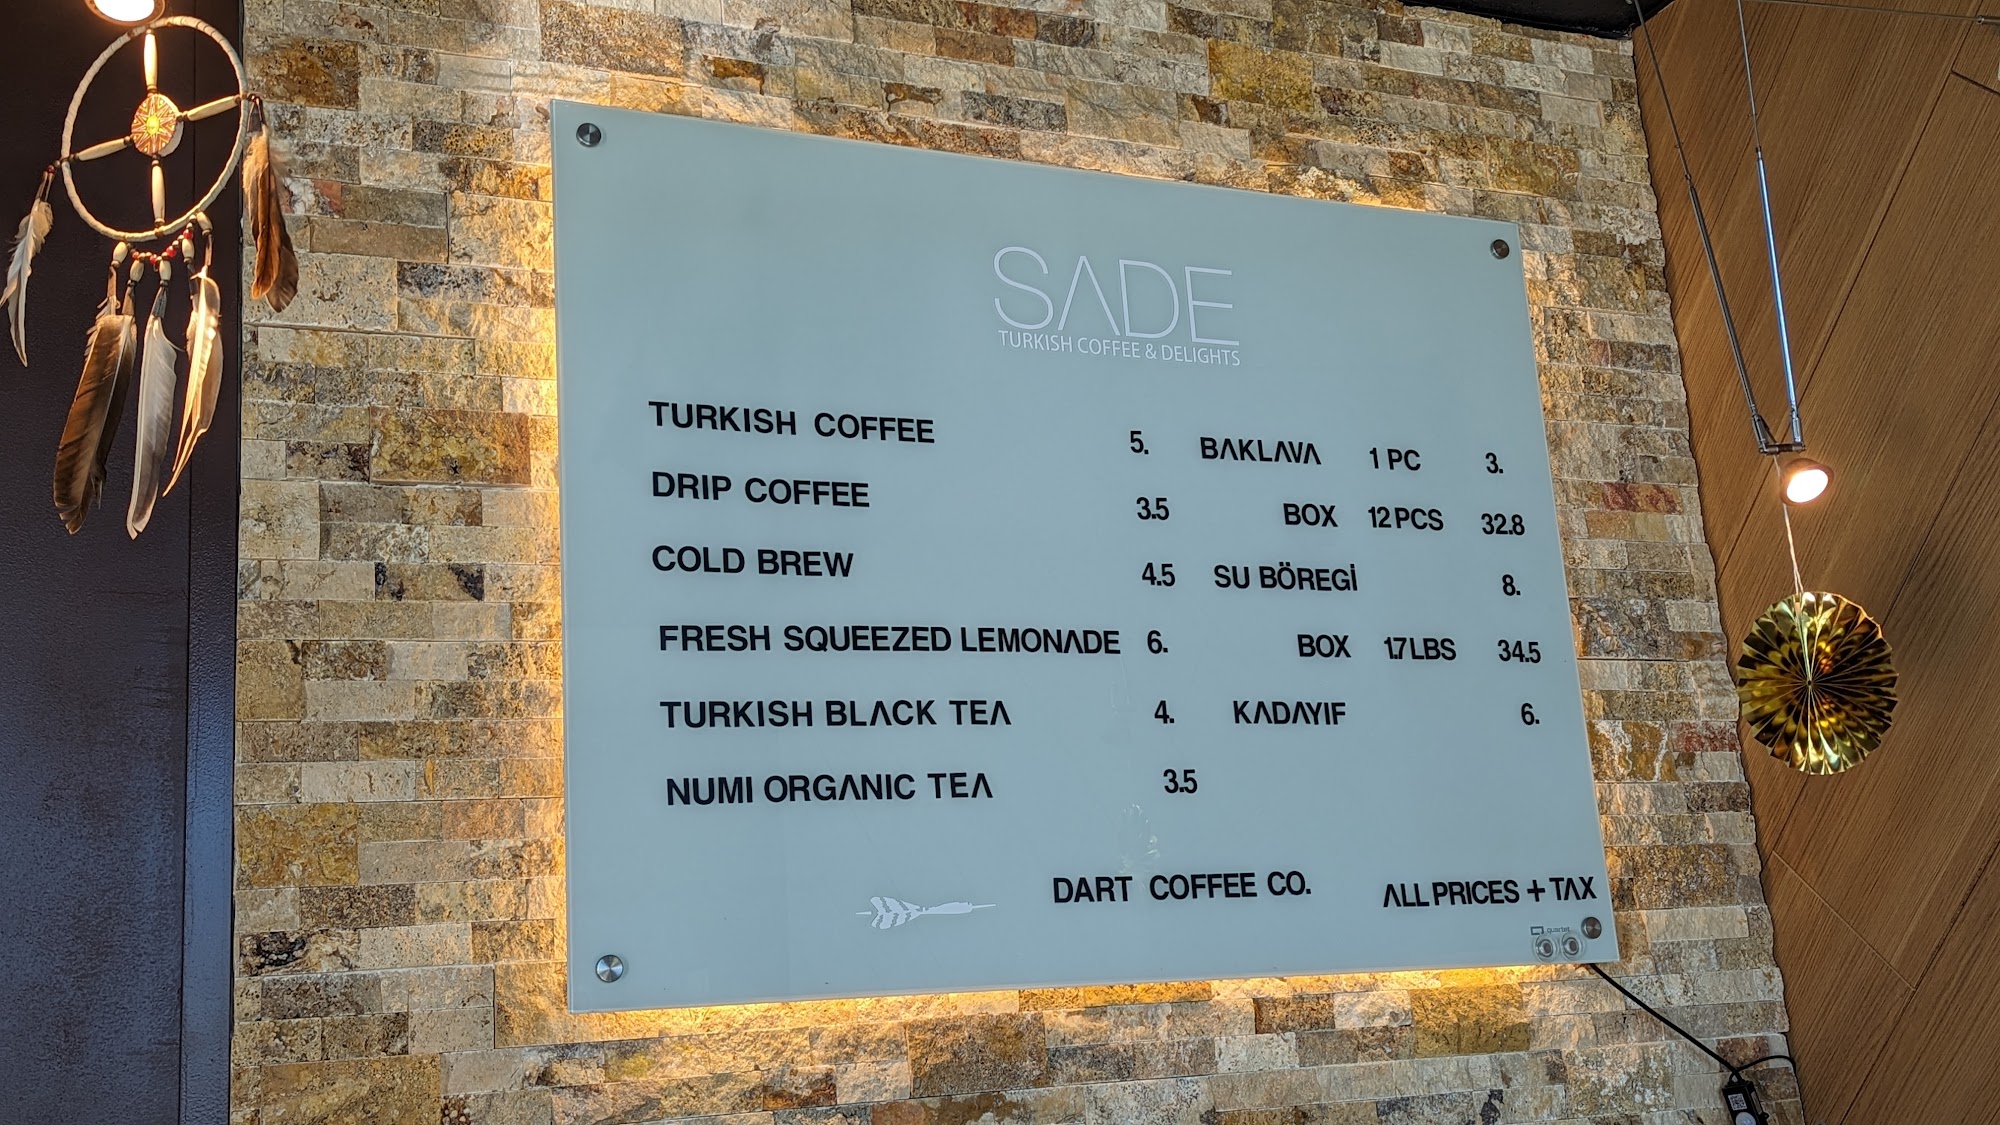 SADE
TURKISH COFFEE & DELIGHTS
TURKISH COFFEE 5.
DRIP COFFEE 3.5
COLD BREW 4.5
FRESH SQUEEZED LEMONADE 6.
TURKISH BLACK TEA 4.
NUMI ORGANIC TEA 3.5
BAKLAVA 1 PC 3.
BOX 12 PCS 32.8
SU BÖREGİ 8.
BOX 1.7 LBS 34.5
KADAYIF 6.
DART COFFEE CO.
ALL PRICES + TAX
quartet